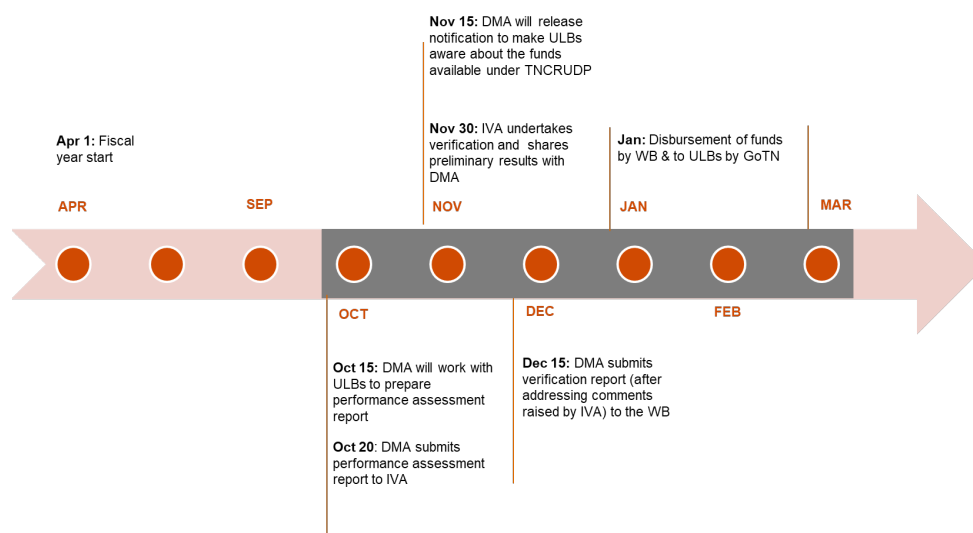 Nov 15: DMA will release
notification to make ULBs
aware about the funds
available under TNCRUDP
Apr 1: Fiscal
year start
Nov 30: IVA undertakes
verification and shares
preliminary results with
DMA
Jan: Disbursement of funds
by WB & to ULBs by GoTN
APR
SEP
NOV
JAN
MAR
OCT
DEC
FEB
Oct 15: DMA will work with
ULBs to prepare
performance assessment
report
Oct 20: DMA submits
performance assessment
report to IVA
Dec 15: DMA submits
verification report (after
addressing comments
raised by IVA) to the WB